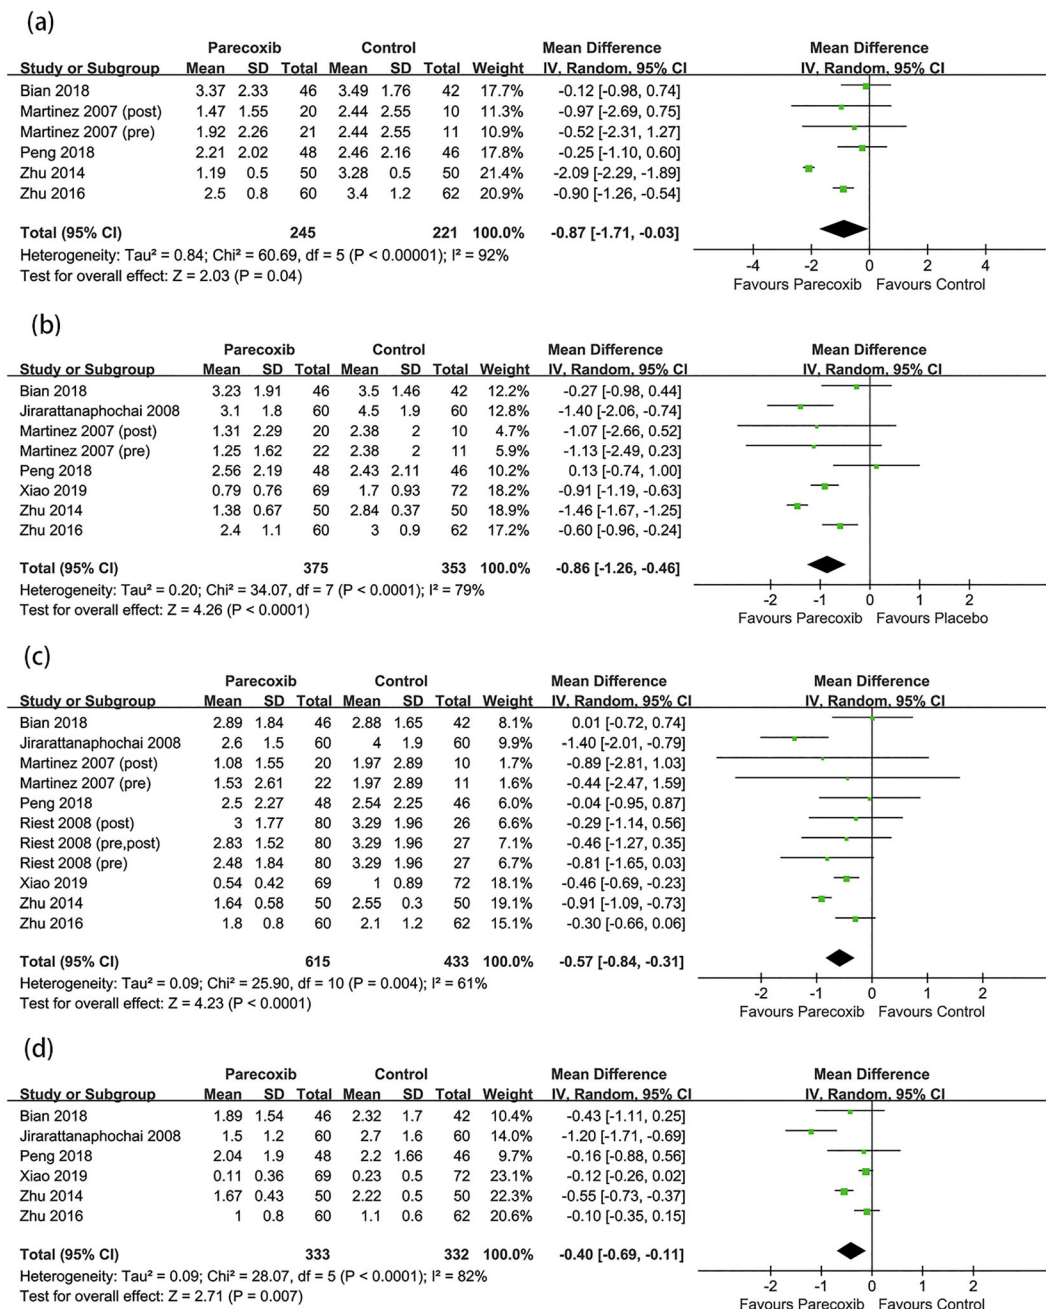 (a)
Parecoxib Control Mean Difference Mean Difference
Study or Subgroup Mean SD Total Mean SD Total Weight IV, Random, 95% CI IV, Random, 95% CI
Bian 2018 3.37 2.33 46 3.49 1.76 42 17.7% -0.12 [-0.98, 0.74]
Martinez 2007 (post) 1.47 1.55 20 2.44 2.55 10 11.3% -0.97 [-2.69, 0.75]
Martinez 2007 (pre) 1.92 2.26 21 2.44 2.55 11 10.9% -0.52 [-2.31, 1.27]
Peng 2018 2.21 2.02 48 2.46 2.16 46 17.8% -0.25 [-1.10, 0.60]
Zhu 2014 1.19 0.5 50 3.28 0.5 50 21.4% -2.09 [-2.29, -1.89]
Zhu 2016 2.5 0.8 60 3.4 1.2 62 20.9% -0.90 [-1.26, -0.54]
Total (95% CI) 245 221 100.0% -0.87 [-1.71, -0.03]
Heterogeneity: Tau² = 0.84; Chi² = 60.69, df = 5 (P < 0.00001); I² = 92%
Test for overall effect: Z = 2.03 (P = 0.04)
-4 -2 0 2 4
Favours Parecoxib Favours Control
(b)
Parecoxib Control Mean Difference Mean Difference
Study or Subgroup Mean SD Total Mean SD Total Weight IV, Random, 95% CI IV, Random, 95% CI
Bian 2018 3.23 1.91 46 3.5 1.46 42 12.2% -0.27 [-0.98, 0.44]
Jirarattanaphochai 2008 3.1 1.8 60 4.5 1.9 60 12.8% -1.40 [-2.06, -0.74]
Martinez 2007 (post) 1.31 2.29 20 2.38 2 10 4.7% -1.07 [-2.66, 0.52]
Martinez 2007 (pre) 1.25 1.62 22 2.38 2 11 5.9% -1.13 [-2.49, 0.23]
Peng 2018 2.56 2.19 48 2.43 2.11 46 10.2% 0.13 [-0.74, 1.00]
Xiao 2019 0.79 0.76 69 1.7 0.93 72 18.2% -0.91 [-1.19, -0.63]
Zhu 2014 1.38 0.67 50 2.84 0.37 50 18.9% -1.46 [-1.67, -1.25]
Zhu 2016 2.4 1.1 60 3 0.9 62 17.2% -0.60 [-0.96, -0.24]
Total (95% CI) 375 353 100.0% -0.86 [-1.26, -0.46]
Heterogeneity: Tau² = 0.20; Chi² = 34.07, df = 7 (P < 0.0001); I² = 79%
Test for overall effect: Z = 4.26 (P < 0.0001)
-2 -1 0 1 2
Favours Parecoxib Favours Placebo
(c)
Parecoxib Control Mean Difference Mean Difference
Study or Subgroup Mean SD Total Mean SD Total Weight IV, Random, 95% CI IV, Random, 95% CI
Bian 2018 2.89 1.84 46 2.88 1.65 42 8.1% 0.01 [-0.72, 0.74]
Jirarattanaphochai 2008 2.6 1.5 60 4 1.9 60 9.9% -1.40 [-2.01, -0.79]
Martinez 2007 (post) 1.08 1.55 20 1.97 2.89 10 1.7% -0.89 [-2.81, 1.03]
Martinez 2007 (pre) 1.53 2.61 22 1.97 2.89 11 1.6% -0.44 [-2.47, 1.59]
Peng 2018 2.5 2.27 48 2.54 2.25 46 6.0% -0.04 [-0.95, 0.87]
Riest 2008 (post) 3 1.77 80 3.29 1.96 26 6.6% -0.29 [-1.14, 0.56]
Riest 2008 (pre,post) 2.83 1.52 80 3.29 1.96 27 7.1% -0.46 [-1.27, 0.35]
Riest 2008 (pre) 2.48 1.84 80 3.29 1.96 27 6.7% -0.81 [-1.65, 0.03]
Xiao 2019 0.54 0.42 69 1 0.89 72 18.1% -0.46 [-0.69, -0.23]
Zhu 2014 1.64 0.58 50 2.55 0.3 50 19.1% -0.91 [-1.09, -0.73]
Zhu 2016 1.8 0.8 60 2.1 1.2 62 15.1% -0.30 [-0.66, 0.06]
Total (95% CI) 615 433 100.0% -0.57 [-0.84, -0.31]
Heterogeneity: Tau² = 0.09; Chi² = 25.90, df = 10 (P = 0.004); I² = 61%
Test for overall effect: Z = 4.23 (P < 0.0001)
-2 -1 0 1 2
Favours Parecoxib Favours Control
(d)
Parecoxib Control Mean Difference Mean Difference
Study or Subgroup Mean SD Total Mean SD Total Weight IV, Random, 95% CI IV, Random, 95% CI
Bian 2018 1.89 1.54 46 2.32 1.7 42 10.4% -0.43 [-1.11, 0.25]
Jirarattanaphochai 2008 1.5 1.2 60 2.7 1.6 60 14.0% -1.20 [-1.71, -0.69]
Peng 2018 2.04 1.9 48 2.2 1.66 46 9.7% -0.16 [-0.88, 0.56]
Xiao 2019 0.11 0.36 69 0.23 0.5 72 23.1% -0.12 [-0.26, 0.02]
Zhu 2014 1.67 0.43 50 2.22 0.5 50 22.3% -0.55 [-0.73, -0.37]
Zhu 2016 1 0.8 60 1.1 0.6 62 20.6% -0.10 [-0.35, 0.15]
Total (95% CI) 333 332 100.0% -0.40 [-0.69, -0.11]
Heterogeneity: Tau² = 0.09; Chi² = 28.07, df = 5 (P < 0.0001); I² = 82%
Test for overall effect: Z = 2.71 (P = 0.007)
-2 -1 0 1 2
Favours Parecoxib Favours Control